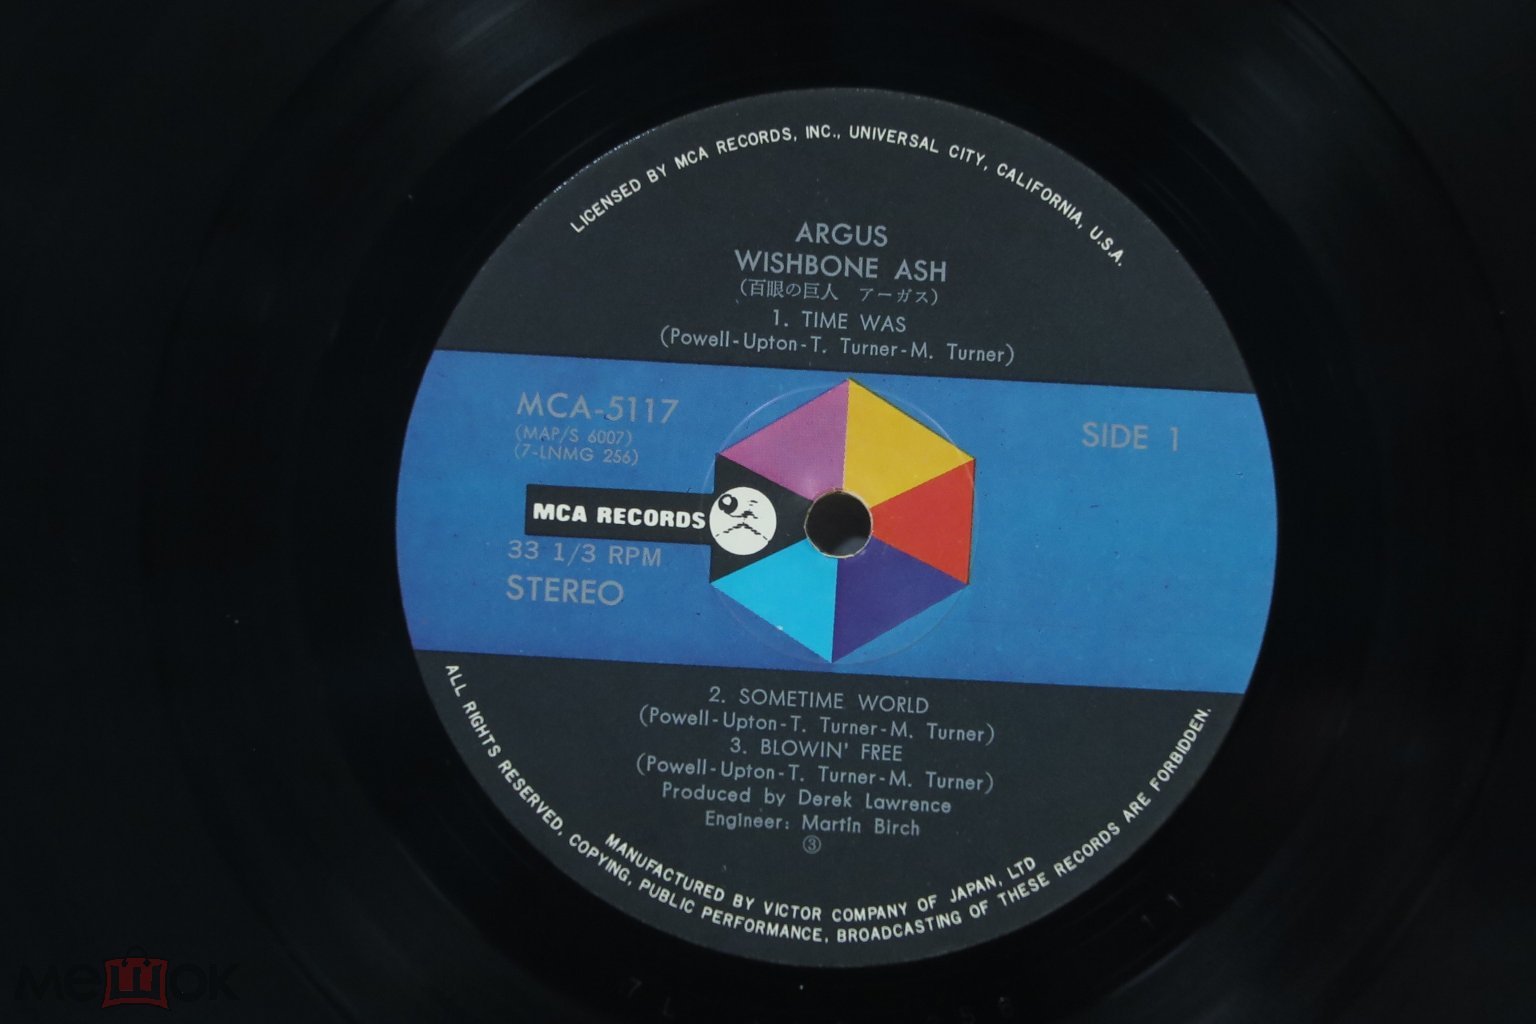 LICENSED BY MCA RECORDS, INC., UNIVERSAL CITY, CALIFORNIA, U.S.A.
ARGUS
WISHBONE ASH
(百眼の巨人 アーガス)
1. TIME WAS
(Powell-Upton-T. Turner-M. Turner)
MCA-5117
(MAP/S 6007)
(7-LNMG 256)
SIDE 1
MCA RECORDS
33 1/3 RPM
STEREO
2. SOMETIME WORLD
(Powell-Upton-T. Turner-M. Turner)
3. BLOWIN' FREE
(Powell-Upton-T. Turner-M. Turner)
Produced by Derek Lawrence
Engineer: Martin Birch
③
MANUFACTURED BY VICTOR COMPANY OF JAPAN, LTD
ALL RIGHTS RESERVED, COPYING, PUBLIC PERFORMANCE, BROADCASTING OF THESE RECORDS ARE FORBIDDEN.
мешок